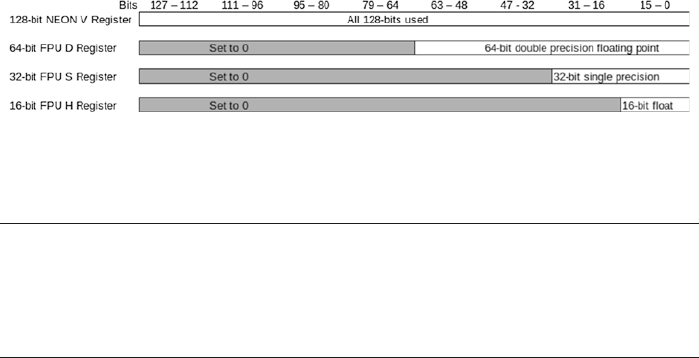 Bits 127 – 112 111 – 96 95 – 80 79 – 64 63 – 48 47 - 32 31 – 16 15 – 0
128-bit NEON V Register All 128-bits used
64-bit FPU D Register Set to 0 64-bit double precision floating point
32-bit FPU S Register Set to 0 32-bit single precision
16-bit FPU H Register Set to 0 16-bit float